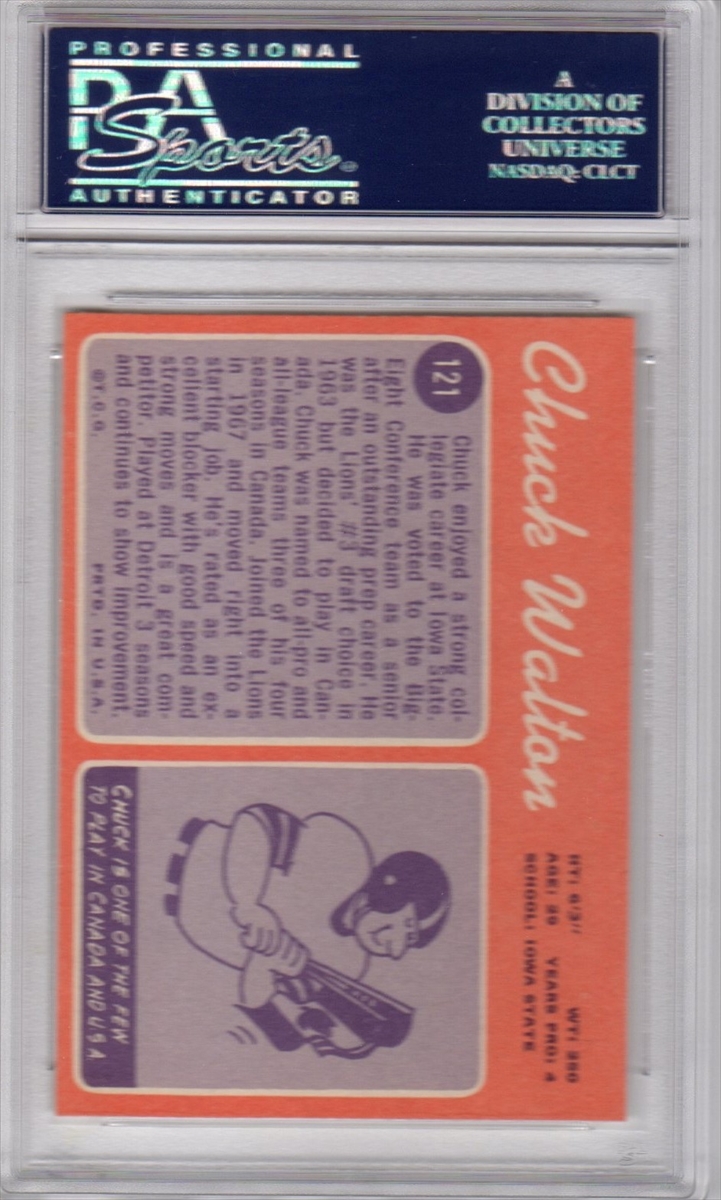 PROFESSIONAL
PSA
Sports
AUTHENTICATOR
A
DIVISION OF
COLLECTORS
UNIVERSE
NASDAQ: CLCT
Chuck Walton
HT: 6'3" WT: 250
AGE: 29 YEARS PRO: 4
SCHOOL: IOWA STATE
121
Chuck enjoyed a strong col-
legiate career at Iowa State.
He was voted to the Big-
Eight Conference team as a senior
after an outstanding prep career. He
was the Lions' #3 draft choice in
1963 but decided to play in Can-
ada. Chuck was named to all-pro and
all-league teams three of his four
seasons in Canada. Joined the Lions
in 1967 and moved right into a
starting job. He's rated as an ex-
cellent blocker with good speed and
strong moves and is a great com-
petitor. Played at Detroit 3 seasons
and continues to show improvement.
©T.C.G. PRTD. IN U.S.A.
CHUCK IS ONE OF THE FEW
TO PLAY IN CANADA AND USA